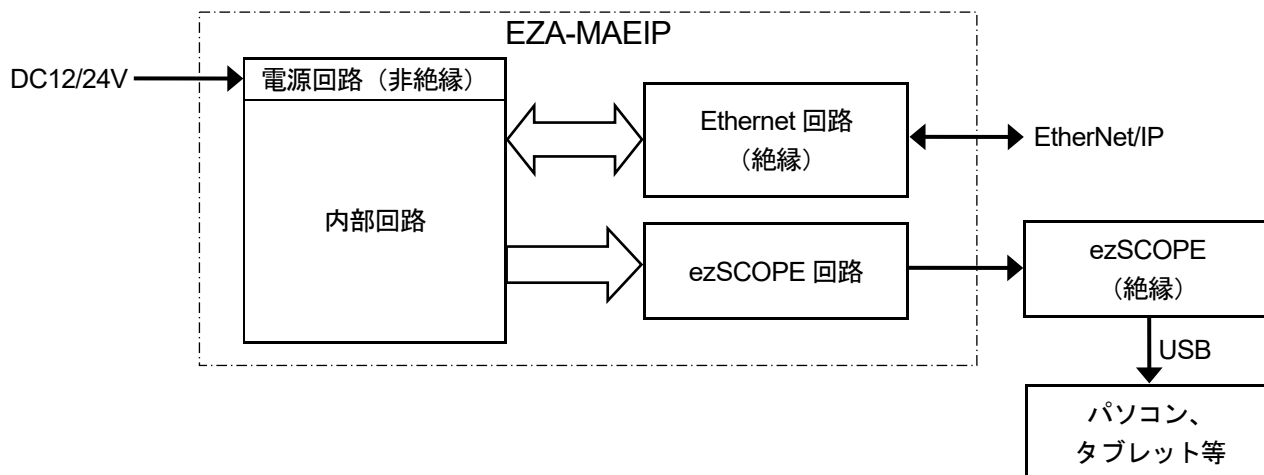 EZA-MAEIP
DC12/24V
電源回路（非絶縁）
内部回路
Ethernet 回路
（絶縁）
EtherNet/IP
ezSCOPE 回路
ezSCOPE
（絶縁）
USB
パソコン、
タブレット等